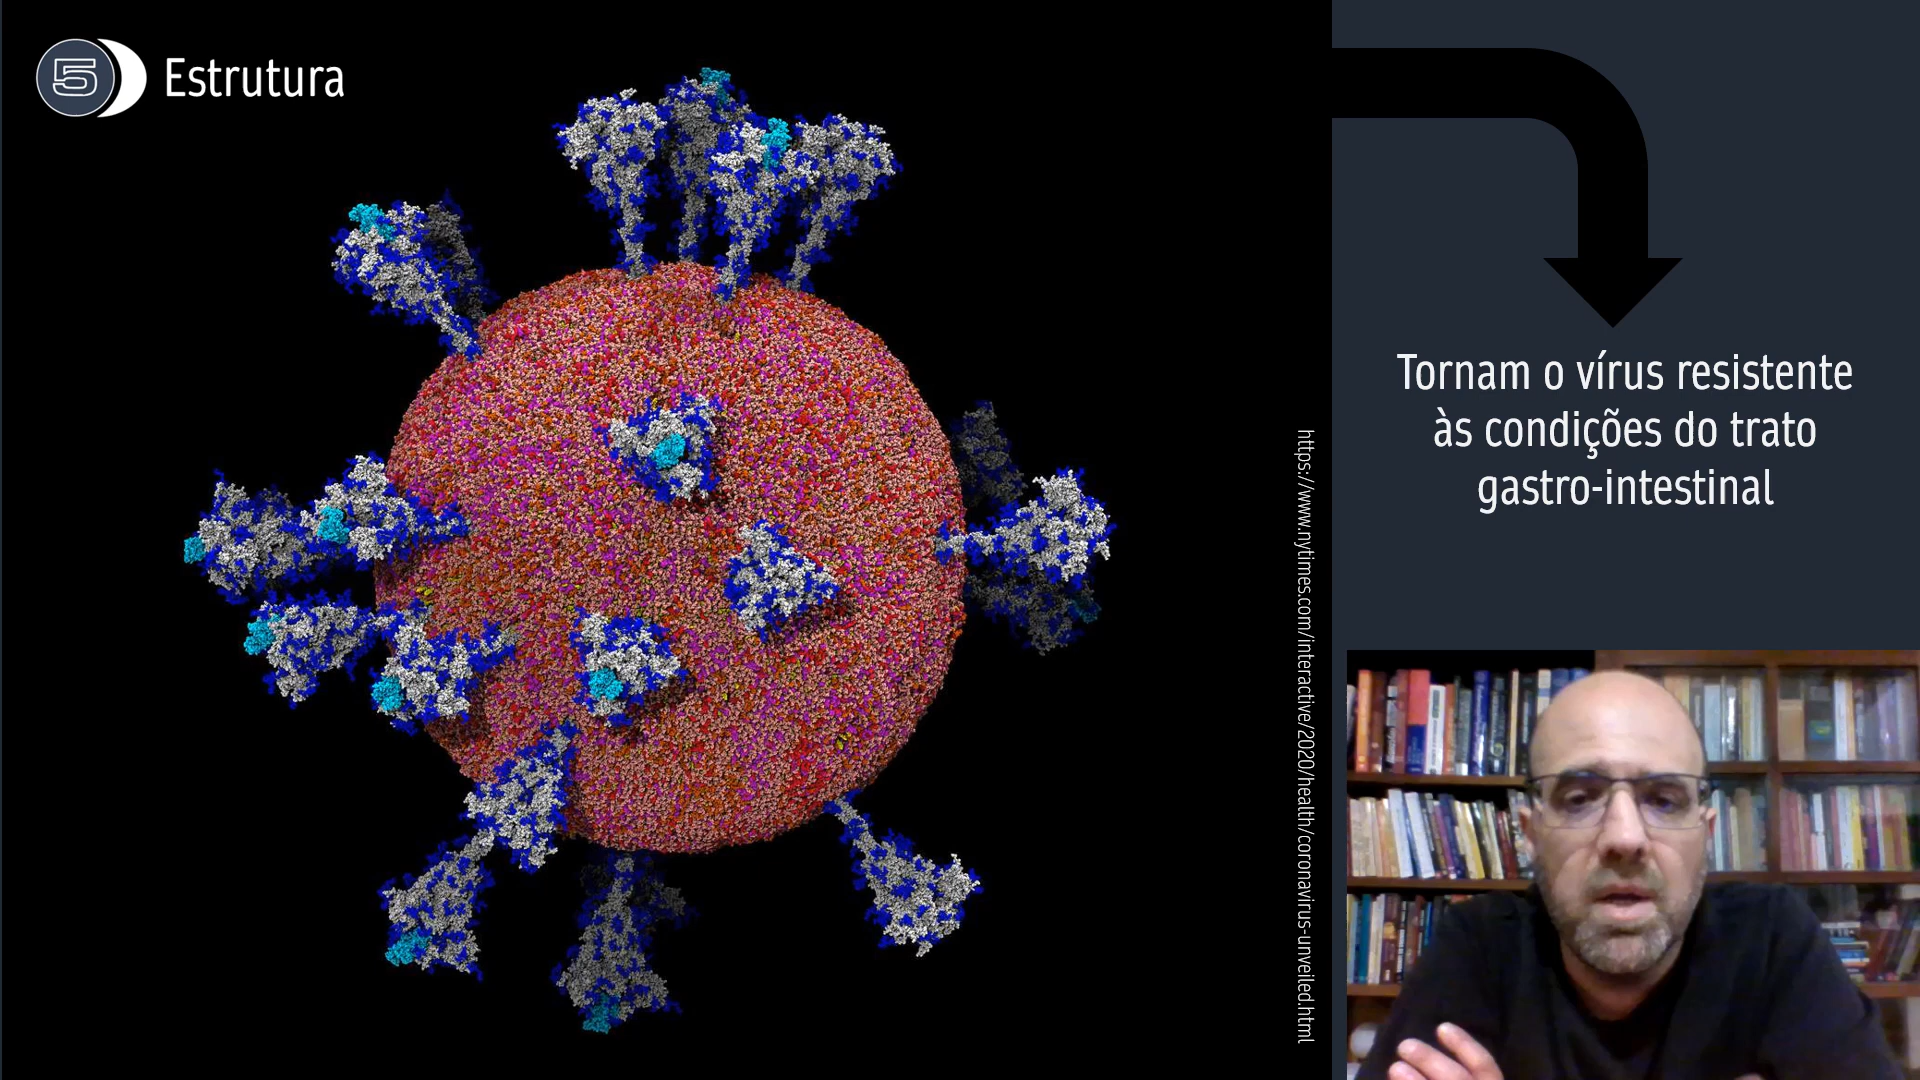 5 Estrutura
Tornam o vírus resistente
às condições do trato
gastro-intestinal
https://www.nytimes.com/interactive/2020/health/coronavirus-unveiled.html